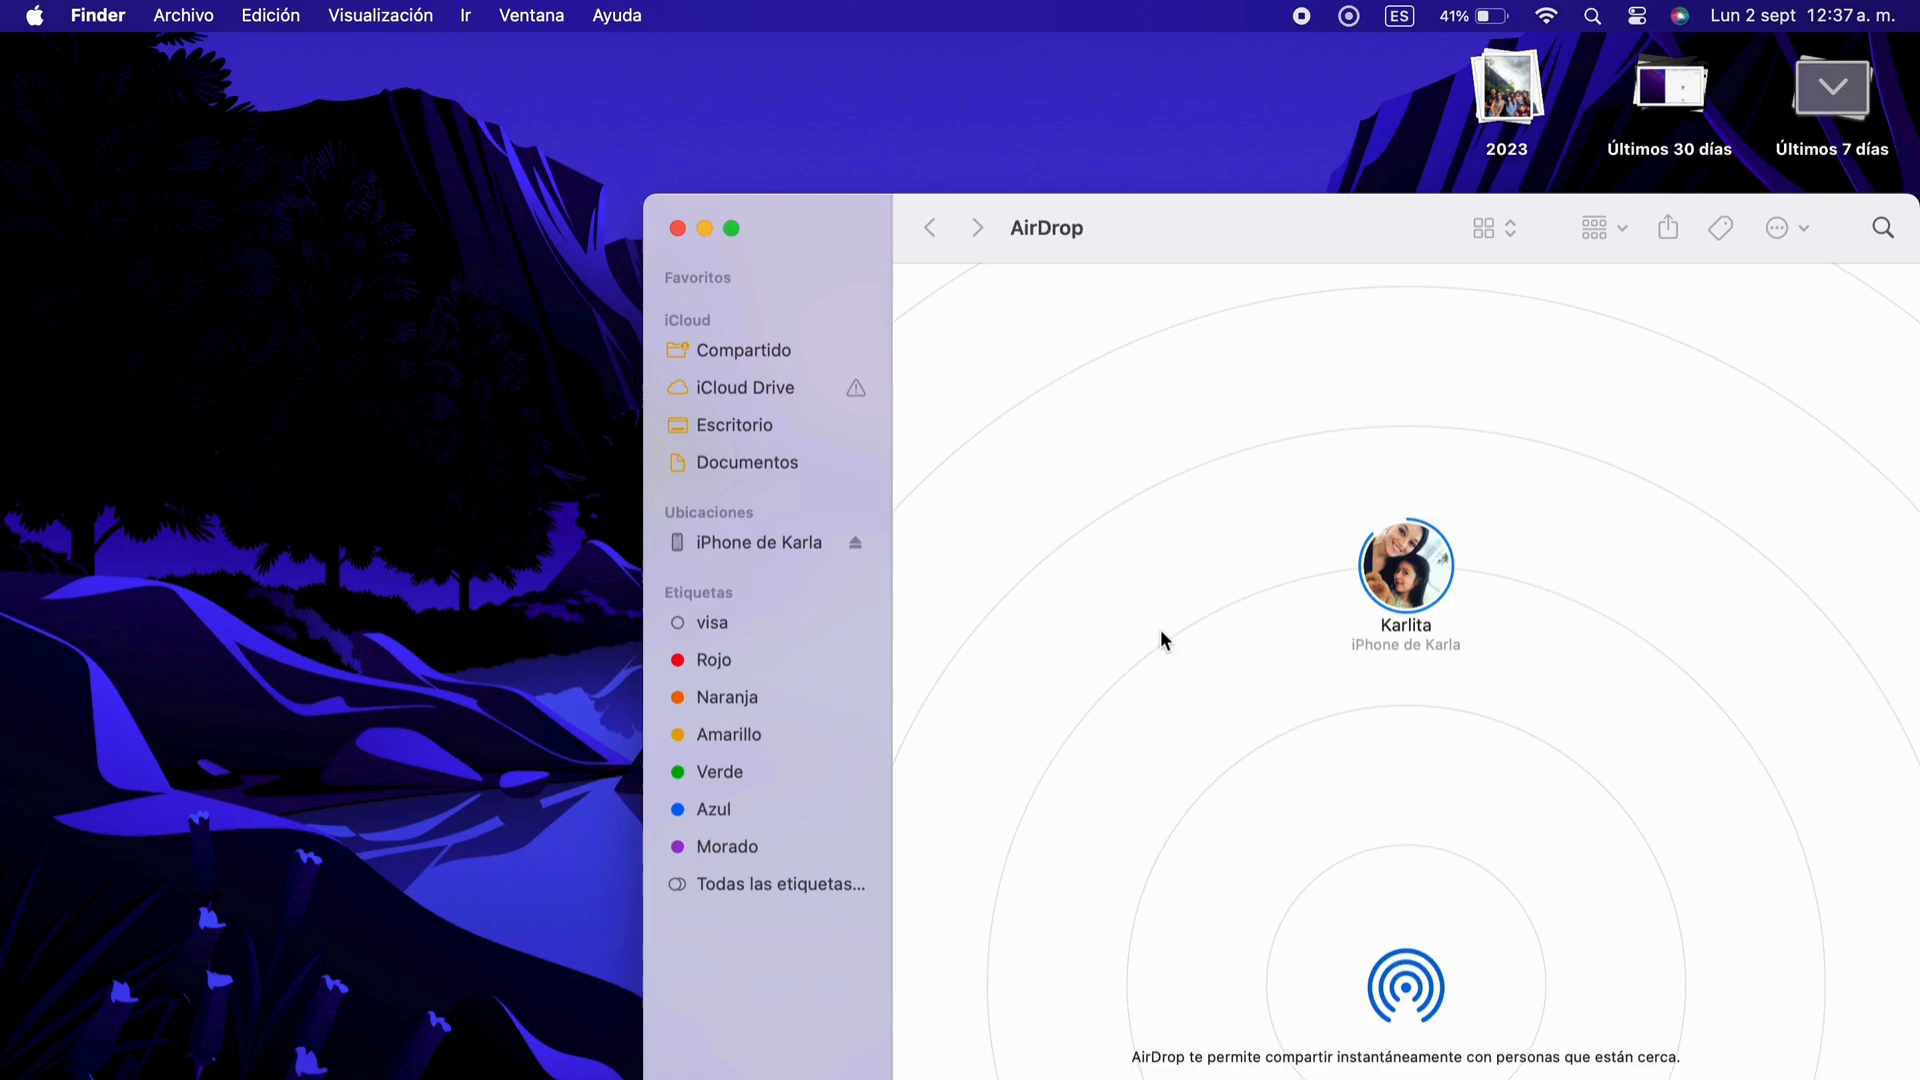 Finder Archivo Edición Visualización Ir Ventana Ayuda ES 41% Lun 2 sept 12:37 a. m.
2023 Últimos 30 días Últimos 7 días
AirDrop
Favoritos
iCloud
Compartido
iCloud Drive
Escritorio
Documentos
Ubicaciones
iPhone de Karla
Etiquetas
visa
Rojo
Naranja
Amarillo
Verde
Azul
Morado
Todas las etiquetas...
Karlita
iPhone de Karla
AirDrop te permite compartir instantáneamente con personas que están cerca.